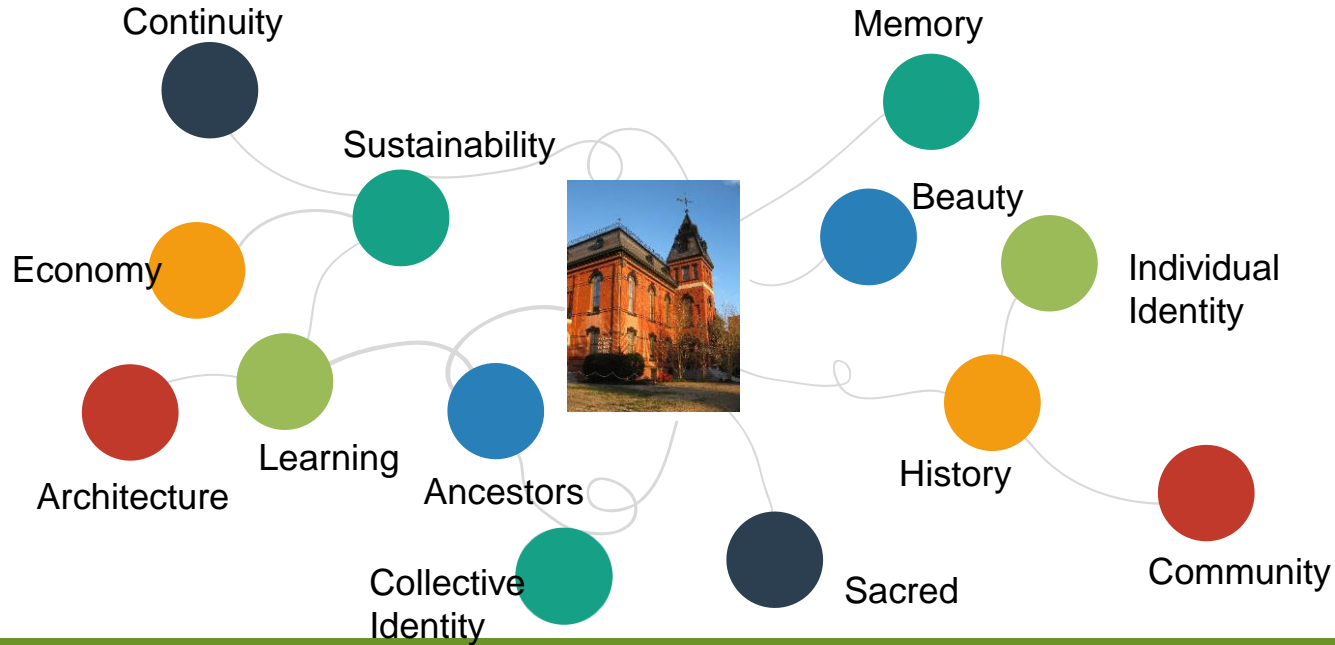 Continuity
Memory
Sustainability
Beauty
Economy
Individual
Identity
Learning
Architecture
Ancestors
History
Collective
Identity
Sacred
Community